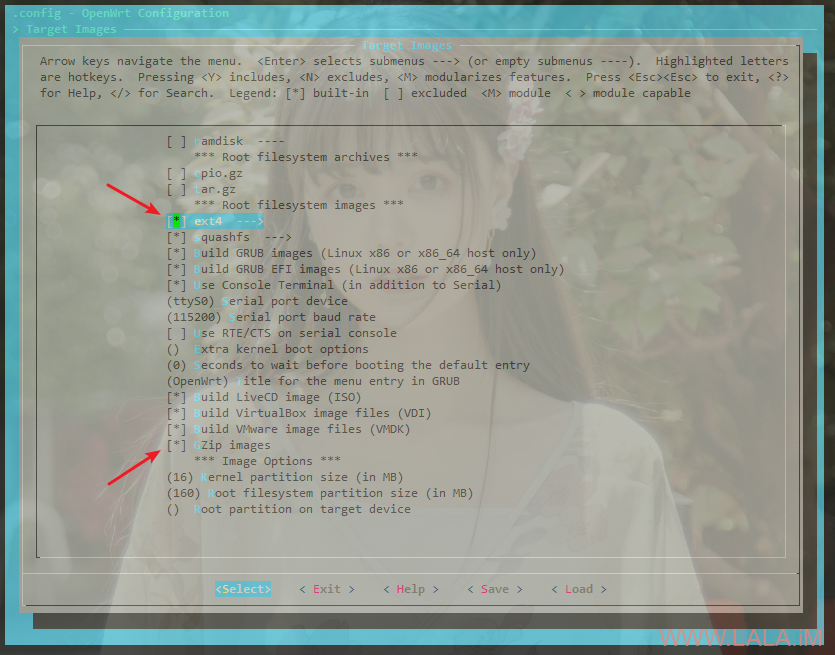 .config - OpenWrt Configuration
> Target Images
Target Images
Arrow keys navigate the menu.  <Enter> selects submenus ---> (or empty submenus ----).  Highlighted letters
are hotkeys.  Pressing <Y> includes, <N> excludes, <M> modularizes features.  Press <Esc><Esc> to exit, <?>
for Help, </> for Search.  Legend: [*] built-in  [ ] excluded  <M> module  < > module capable
[ ] ramdisk  ----
*** Root filesystem archives ***
[ ] cpio.gz
[ ] tar.gz
*** Root filesystem images ***
[*] ext4  --->
[*] squashfs  --->
[*] Build GRUB images (Linux x86 or x86_64 host only)
[*] Build GRUB EFI images (Linux x86 or x86_64 host only)
[*] Use Console Terminal (in addition to Serial)
(ttyS0) Serial port device
(115200) Serial port baud rate
[ ] Use RTE/CTS on serial console
()  Extra kernel boot options
(0) Seconds to wait before booting the default entry
(OpenWrt) Title for the menu entry in GRUB
[*] Build LiveCD image (ISO)
[*] Build VirtualBox image files (VDI)
[*] Build VMware image files (VMDK)
[*] GZip images
*** Image Options ***
(16) Kernel partition size (in MB)
(160) Root filesystem partition size (in MB)
()  Root partition on target device
<Select>    < Exit >    < Help >    < Save >    < Load >
WWW.LALA.IM